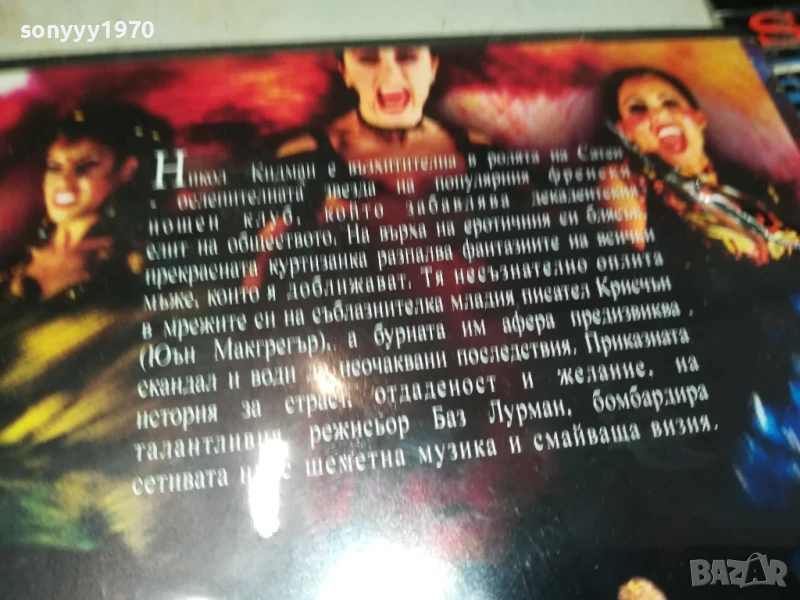 sonyyy1970
Никол Кидман е възхитителна в ролята на Сатен
- ослепителната звезда на популярния френски
нощен клуб, който забавлява декадентския
елит на обществото. На върха на еротичния си блясък,
прекрасната куртизанка разпалва фантазиите на всички
мъже, които я доближават. Тя несъзнателно оплита
в мрежите си на съблазнителка младия писател Крисчън
(Юън Макгрегър), а бурната им афера предизвиква
скандал и води до неочаквани последствия. Приказната
история за страст, отдаденост и желание, на
талантливия режисьор Баз Лурман, бомбардира
сетивата шеметна музика и смайваща визия.
BAZAR